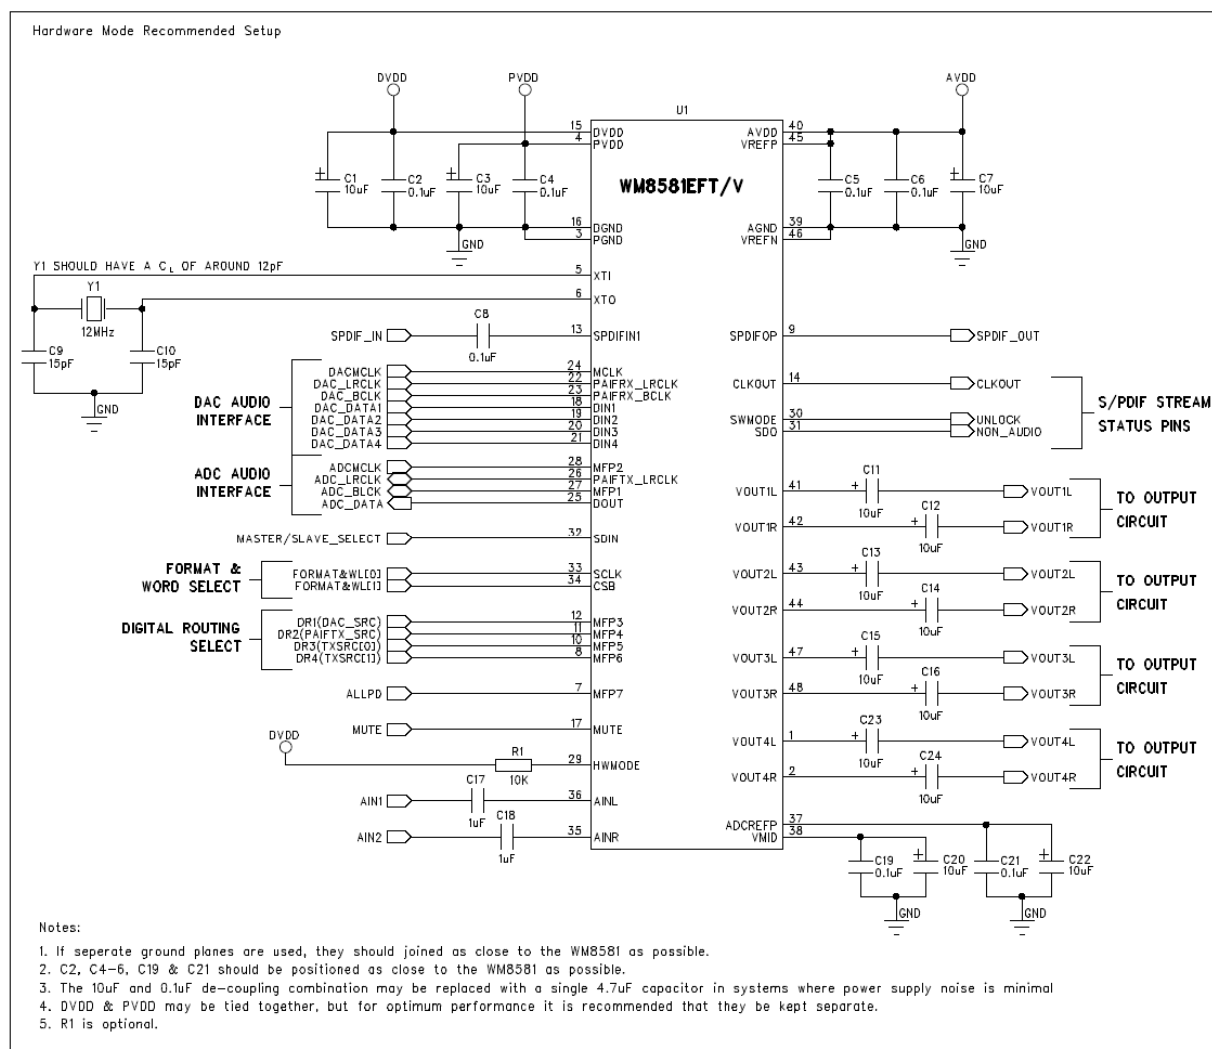 Hardware Mode Recommended Setup
DVDD
PVDD
AVDD
U1
WM8581EFT/V
15 DVDD
4 PVDD
16 DGND
3 PGND
AVDD 40
VREFP 45
AGND 39
VREFN 46
C1 10uF
C2 0.1uF
C3 10uF
C4 0.1uF
C5 0.1uF
C6 0.1uF
C7 10uF
GND
GND
Y1 SHOULD HAVE A CL OF AROUND 12pF
5 XTI
Y1
12MHz
6 XTO
C9 15pF
C10 15pF
GND
SPDIF_IN
C8
0.1uF
13 SPDIFIN1
SPDIFOP 9 SPDIF_OUT
DAC AUDIO
INTERFACE
DACMCLK 24 MCLK
DAC_LRCLK 22 PAIFRX_LRCLK
DAC_BCLK 23 PAIFRX_BCLK
DAC_DATA1 18 DIN1
DAC_DATA2 19 DIN2
DAC_DATA3 20 DIN3
DAC_DATA4 21 DIN4
CLKOUT 14 CLKOUT
SWMODE 30 UNLOCK
SDO 31 NON_AUDIO
S/PDIF STREAM
STATUS PINS
ADC AUDIO
INTERFACE
ADCMCLK 28 MFP2
ADC_LRCLK 26 PAIFTX_LRCLK
ADC_BLCK 27 MFP1
ADC_DATA 25 DOUT
MASTER/SLAVE_SELECT 32 SDIN
FORMAT &
WORD SELECT
FORMAT&WL[0] 33 SCLK
FORMAT&WL[1] 34 CSB
DIGITAL ROUTING
SELECT
DR1(DAC_SRC) 12 MFP3
DR2(PAIFTX_SRC) 11 MFP4
DR3(TXSRC[0]) 10 MFP5
DR4(TXSRC[1]) 8 MFP6
ALLPD 7 MFP7
MUTE 17 MUTE
DVDD
R1
10K
29 HWMODE
AIN1
C17
1uF
36 AINL
AIN2
C18
1uF
35 AINR
VOUT1L 41 + C11 10uF VOUT1L
VOUT1R 42 + C12 10uF VOUT1R
TO OUTPUT
CIRCUIT
VOUT2L 43 + C13 10uF VOUT2L
VOUT2R 44 + C14 10uF VOUT2R
TO OUTPUT
CIRCUIT
VOUT3L 47 + C15 10uF VOUT3L
VOUT3R 48 + C16 10uF VOUT3R
TO OUTPUT
CIRCUIT
VOUT4L 1 + C23 10uF VOUT4L
VOUT4R 2 + C24 10uF VOUT4R
TO OUTPUT
CIRCUIT
ADCREFP 37
VMID 38
C19 0.1uF
C20 10uF
C21 0.1uF
C22 10uF
GND
GND
Notes:
1. If seperate ground planes are used, they should joined as close to the WM8581 as possible.
2. C2, C4-6, C19 & C21 should be positioned as close to the WM8581 as possible.
3. The 10uF and 0.1uF de-coupling combination may be replaced with a single 4.7uF capacitor in systems where power supply noise is minimal
4. DVDD & PVDD may be tied together, but for optimum performance it is recommended that they be kept separate.
5. R1 is optional.